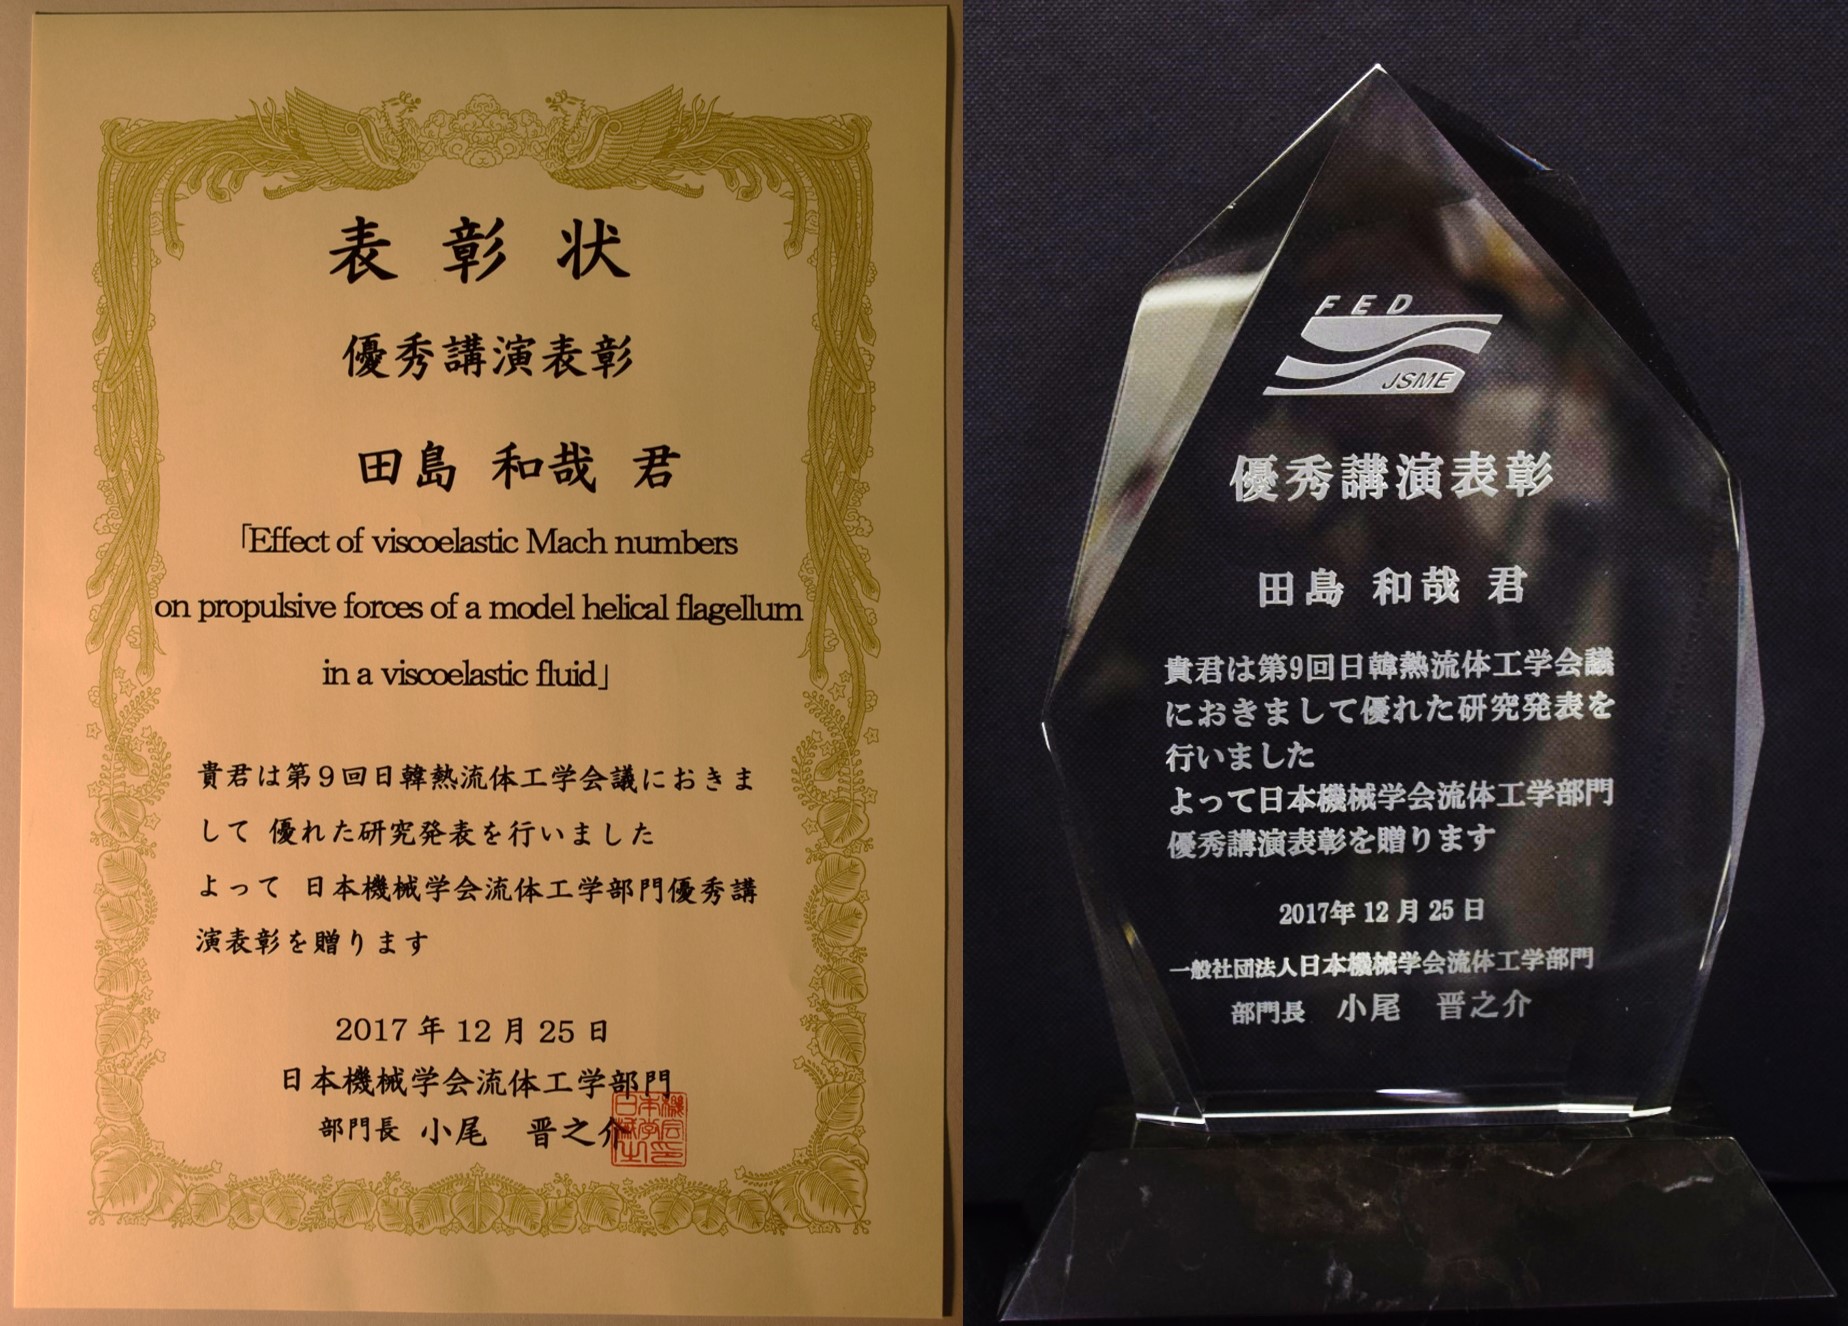 表彰状
優秀講演表彰
田島 和哉 君
「Effect of viscoelastic Mach numbers
on propulsive forces of a model helical flagellum
in a viscoelastic fluid」
貴君は第9回日韓熱流体工学会議におきま
して 優れた研究発表を行いました
よって 日本機械学会流体工学部門優秀講
演表彰を贈ります
2017年12月25日
日本機械学会流体工学部門
部門長 小尾 晋之介
FED
JSME
優秀講演表彰
田島 和哉 君
貴君は第9回日韓熱流体工学会議
におきまして優れた研究発表を
行いました
よって日本機械学会流体工学部門
優秀講演表彰を贈ります
2017年12月25日
一般社団法人日本機械学会流体工学部門
部門長 小尾 晋之介